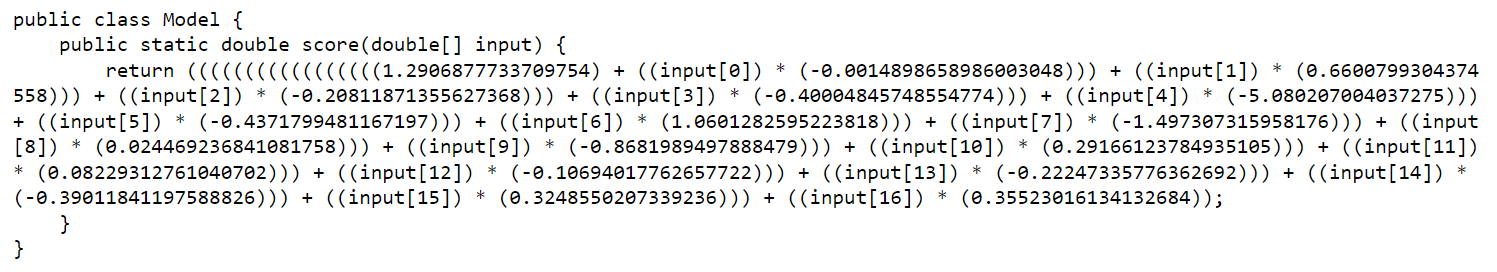 public class Model {
    public static double score(double[] input) {
        return (((((((((((((((((1.2906877733709754) + ((input[0]) * (-0.0014898658986003048))) + ((input[1]) * (0.6600799304374
558))) + ((input[2]) * (-0.20811871355627368))) + ((input[3]) * (-0.40004845748554774))) + ((input[4]) * (-5.080207004037275)))
+ ((input[5]) * (-0.4371799481167197))) + ((input[6]) * (1.0601282595223818))) + ((input[7]) * (-1.497307315958176))) + ((input
[8]) * (0.024469236841081758))) + ((input[9]) * (-0.8681989497888479))) + ((input[10]) * (0.29166123784935105))) + ((input[11])
* (0.08229312761040702))) + ((input[12]) * (-0.10694017762657722))) + ((input[13]) * (-0.22247335776362692))) + ((input[14]) *
(-0.39011841197588826))) + ((input[15]) * (0.3248550207339236))) + ((input[16]) * (0.35523016134132684));
    }
}